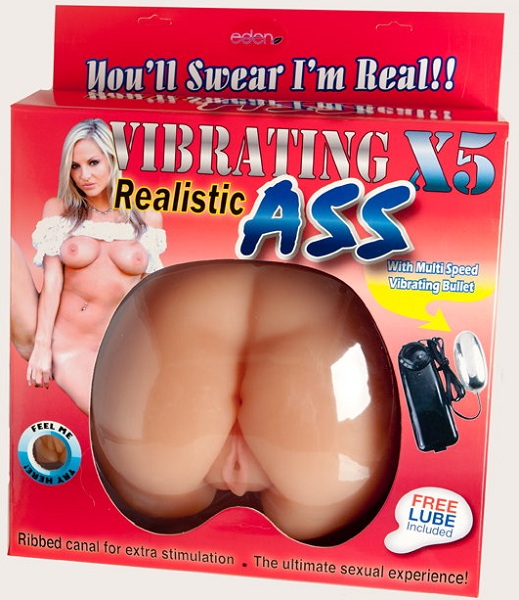 eden
You'll Swear I'm Real!!
VIBRATING X5
Realistic ASS
With Multi Speed
Vibrating Bullet
FEEL ME
TRY HERE!
FREE
LUBE
Included
Ribbed canal for extra stimulation . The ultimate sexual experience!